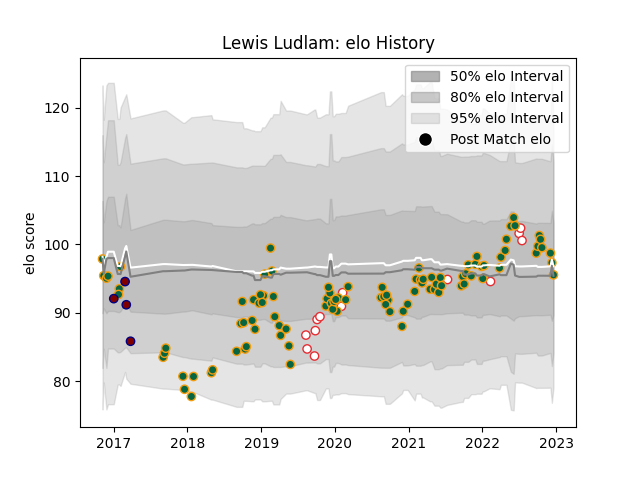 Lewis Ludlam: elo History
50% elo Interval
80% elo Interval
95% elo Interval
Post Match elo
elo score
120
110
100
90
80
2017 2018 2019 2020 2021 2022 2023